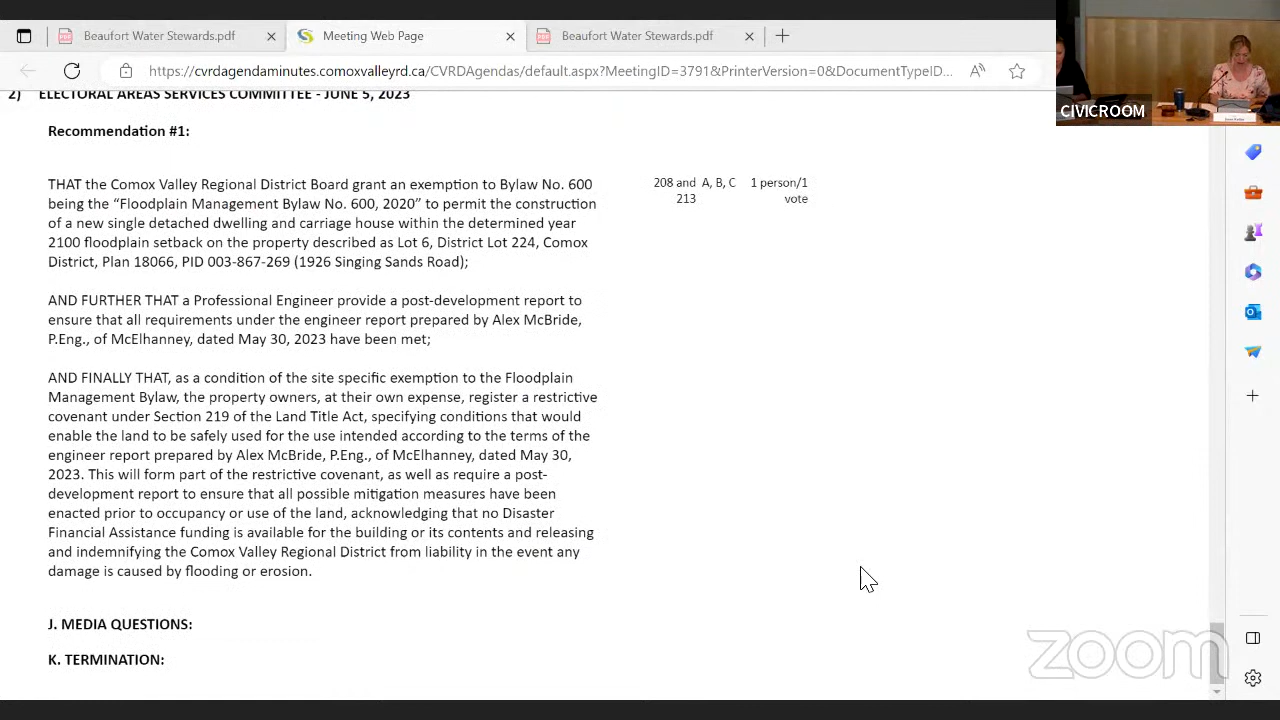 Beaufort Water Stewards.pdf
Meeting Web Page
Beaufort Water Stewards.pdf
https://cvrdagendaminutes.comoxvalleyrd.ca/CVRDAgendas/default.aspx?MeetingID=3791&PrinterVersion=0&DocumentTypeID...
CIVICROOM
2) ELECTORAL AREAS SERVICES COMMITTEE - JUNE 5, 2023
Recommendation #1:
THAT the Comox Valley Regional District Board grant an exemption to Bylaw No. 600
being the “Floodplain Management Bylaw No. 600, 2020” to permit the construction
of a new single detached dwelling and carriage house within the determined year
2100 floodplain setback on the property described as Lot 6, District Lot 224, Comox
District, Plan 18066, PID 003-867-269 (1926 Singing Sands Road);
208 and A, B, C 1 person/1
213 vote
AND FURTHER THAT a Professional Engineer provide a post-development report to
ensure that all requirements under the engineer report prepared by Alex McBride,
P.Eng., of McElhanney, dated May 30, 2023 have been met;
AND FINALLY THAT, as a condition of the site specific exemption to the Floodplain
Management Bylaw, the property owners, at their own expense, register a restrictive
covenant under Section 219 of the Land Title Act, specifying conditions that would
enable the land to be safely used for the use intended according to the terms of the
engineer report prepared by Alex McBride, P.Eng., of McElhanney, dated May 30,
2023. This will form part of the restrictive covenant, as well as require a post-
development report to ensure that all possible mitigation measures have been
enacted prior to occupancy or use of the land, acknowledging that no Disaster
Financial Assistance funding is available for the building or its contents and releasing
and indemnifying the Comox Valley Regional District from liability in the event any
damage is caused by flooding or erosion.
J. MEDIA QUESTIONS:
K. TERMINATION:
zoom